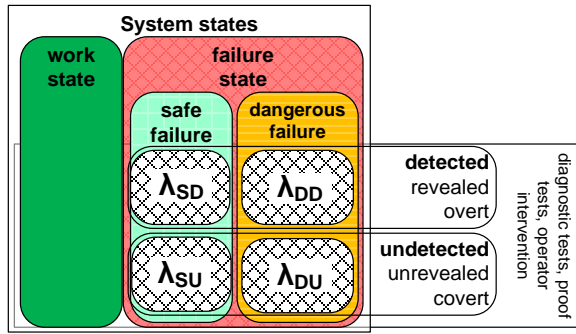 System states
work
state
failure
state
safe
failure
dangerous
failure
λSD
λDD
detected
revealed
overt
λSU
λDU
undetected
unrevealed
covert
diagnostic tests, proof
tests, operator
intervention